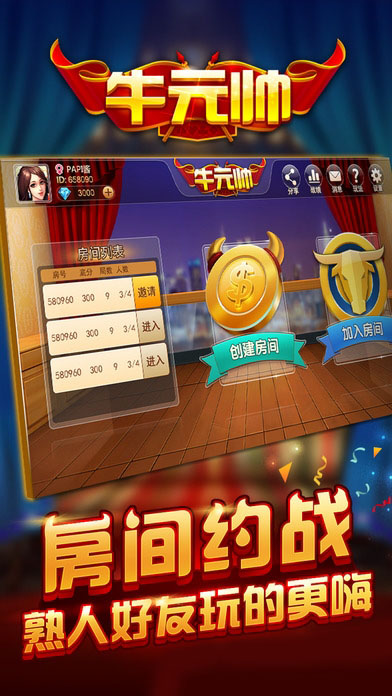 牛元帅
PAPI酱
ID: 658090
3000
牛元帅
分享
战绩
消息
玩法
设置
房间列表
房号 底分 局数 人数
580960 300 9 3/4 邀请
580960 300 9 3/4 进入
580960 300 9 3/4 进入
$
创建房间
加入房间
房间约战
熟人好友玩的更嗨